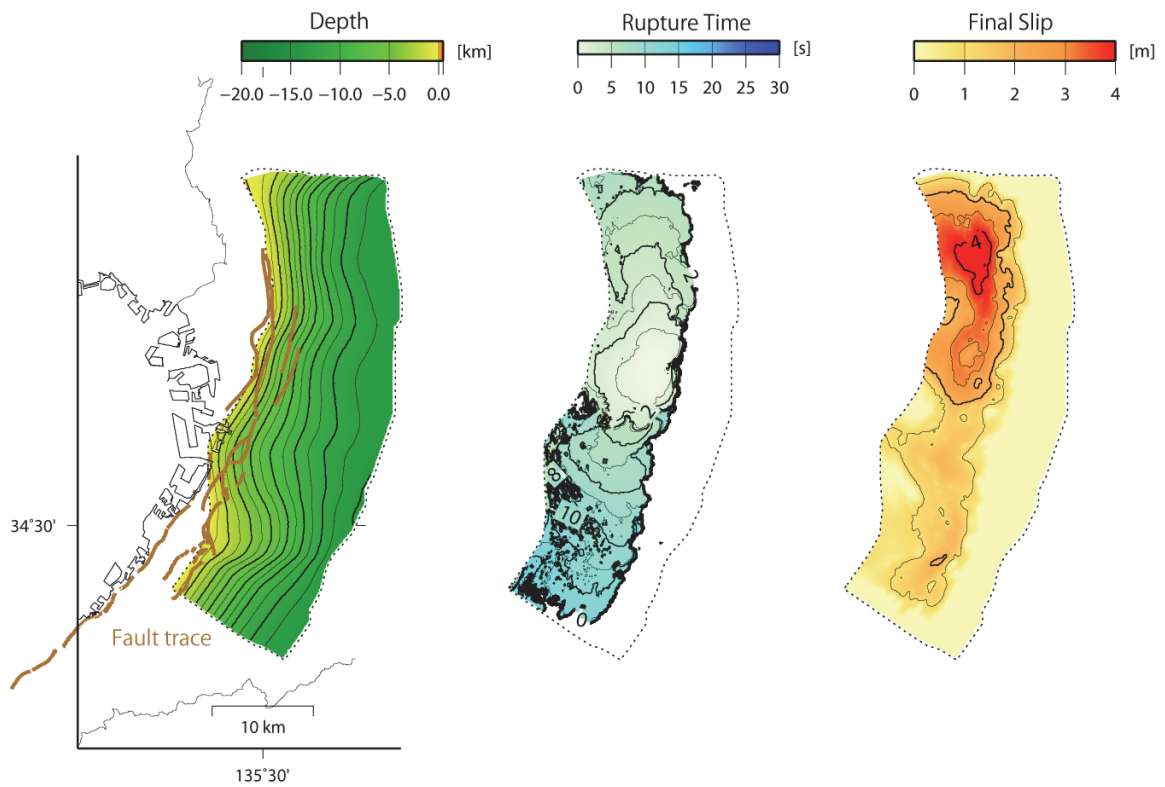 Depth
[km]
−20.0 −15.0 −10.0 −5.0 0.0
Rupture Time
[s]
0 5 10 15 20 25 30
Final Slip
[m]
0 1 2 3 4
4
4
8
10
0
34˚30'
Fault trace
10 km
135˚30'